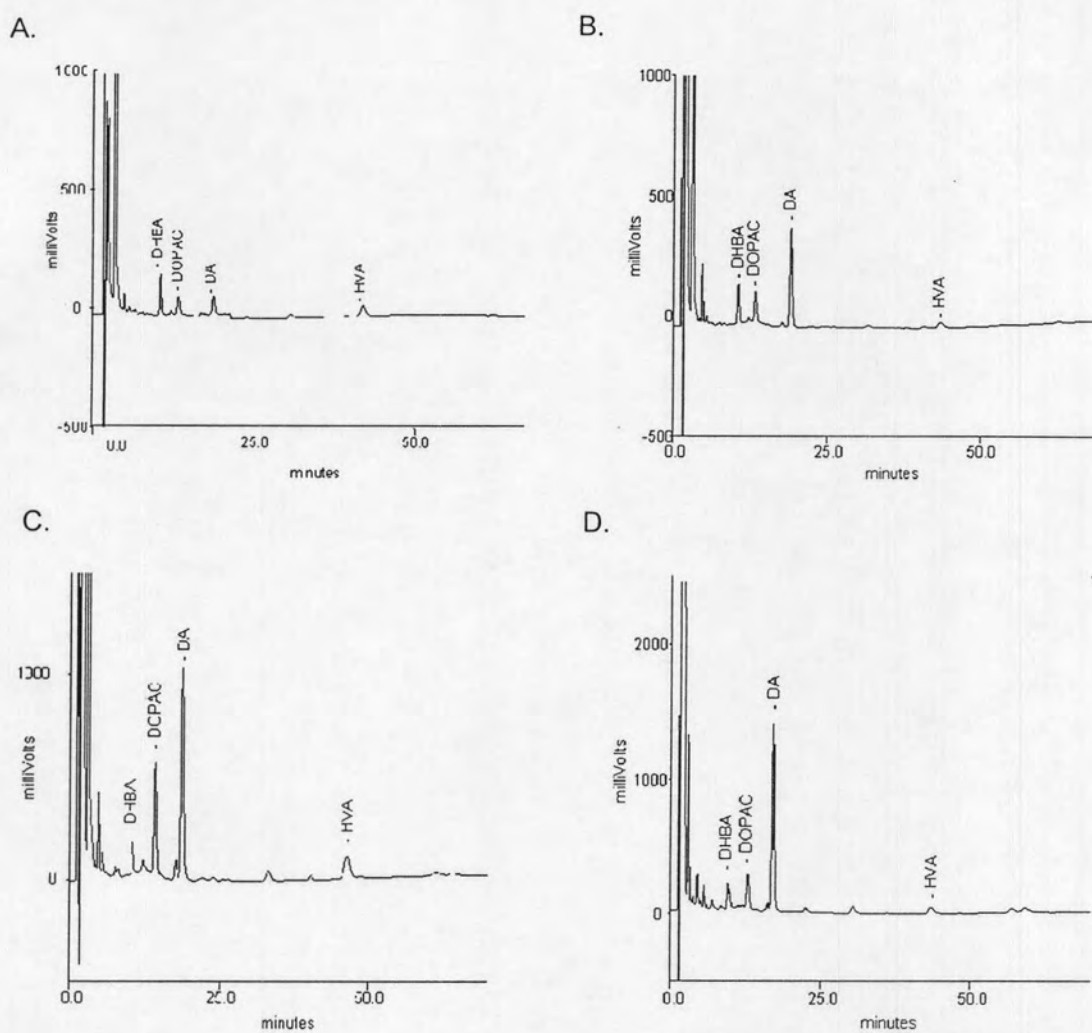 A.
1000
500
0
-500
milliVolts
DHEA
DOPAC
DA
HVA
0.0
25.0
50.0
minutes
B.
1000
500
0
-500
milliVolts
DHBA
DOPAC
DA
HVA
0.0
25.0
50.0
minutes
C.
1000
0
milliVolts
DHBA
DOPAC
DA
HVA
0.0
25.0
50.0
minutes
D.
2000
1000
0
milliVolts
DHBA
DOPAC
DA
HVA
0.0
25.0
50.0
minutes